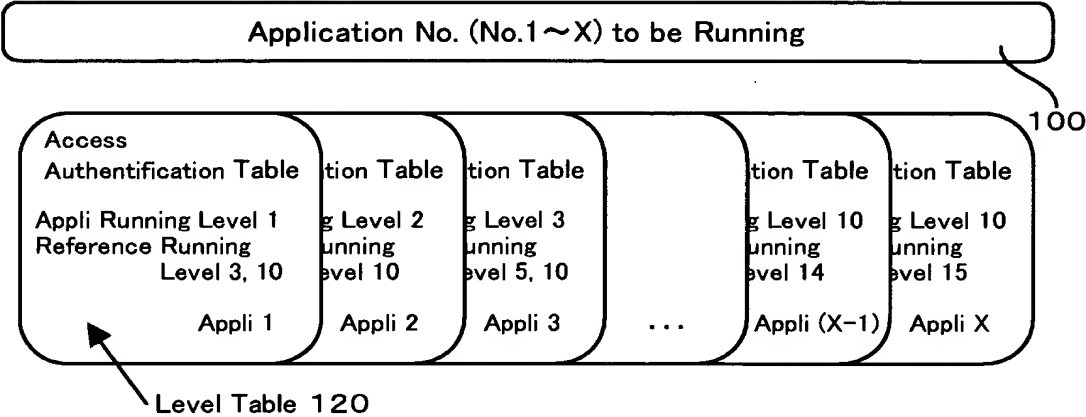 Application No. (No.1～X) to be Running
100
Access
Authentification Table tion Table tion Table tion Table tion Table
Appli Running Level 1 g Level 2 g Level 3 g Level 10 g Level 10
Reference Running unning unning unning unning
Level 3, 10 evel 10 evel 5, 10 evel 14 evel 15
Appli 1 Appli 2 Appli 3 ... Appli (X-1) Appli X
Level Table 120